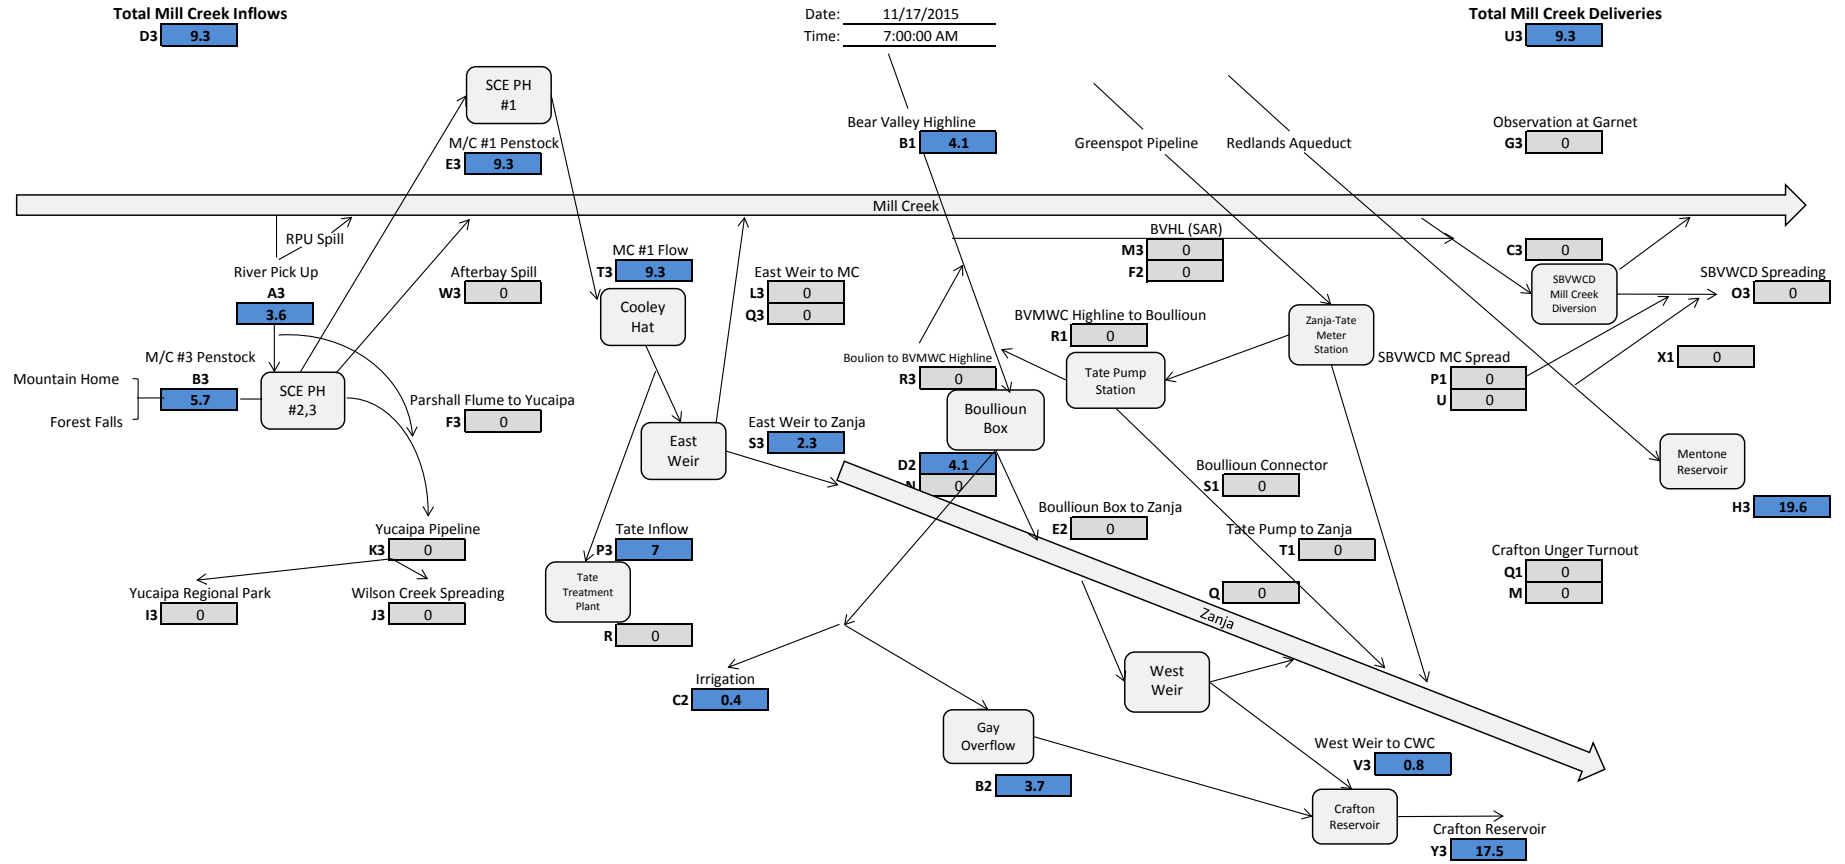 Total Mill Creek Inflows
D3 9.3
Date: 11/17/2015
Time: 7:00:00 AM
Total Mill Creek Deliveries
U3 9.3
SCE PH
#1
M/C #1 Penstock
E3 9.3
Bear Valley Highline
B1 4.1
Greenspot Pipeline
Redlands Aqueduct
Observation at Garnet
G3 0
Mill Creek
RPU Spill
River Pick Up
A3
3.6
Afterbay Spill
W3 0
MC #1 Flow
T3 9.3
Cooley
Hat
East Weir to MC
L3 0
Q3 0
BVHL (SAR)
M3 0
F2 0
C3 0
SBVWCD
Mill Creek
Diversion
SBVWCD Spreading
O3 0
BVMWC Highline to Boullioun
R1 0
Zanja-Tate
Meter
Station
M/C #3 Penstock
B3
5.7
Mountain Home
Forest Falls
SCE PH
#2,3
Parshall Flume to Yucaipa
F3 0
Boulion to BVMWC Highline
R3 0
Tate Pump
Station
SBVWCD MC Spread
P1 0
U 0
X1 0
Boullioun
Box
East
Weir
East Weir to Zanja
S3 2.3
D2 4.1
N 0
Boullioun Connector
S1 0
Mentone
Reservoir
H3 19.6
Yucaipa Pipeline
K3 0
Tate Inflow
P3 7
Boullioun Box to Zanja
E2 0
Tate Pump to Zanja
T1 0
Crafton Unger Turnout
Q1 0
M 0
Yucaipa Regional Park
I3 0
Wilson Creek Spreading
J3 0
Tate
Treatment
Plant
R 0
Q 0
Zanja
Irrigation
C2 0.4
West
Weir
Gay
Overflow
B2 3.7
West Weir to CWC
V3 0.8
Crafton
Reservoir
Crafton Reservoir
Y3 17.5